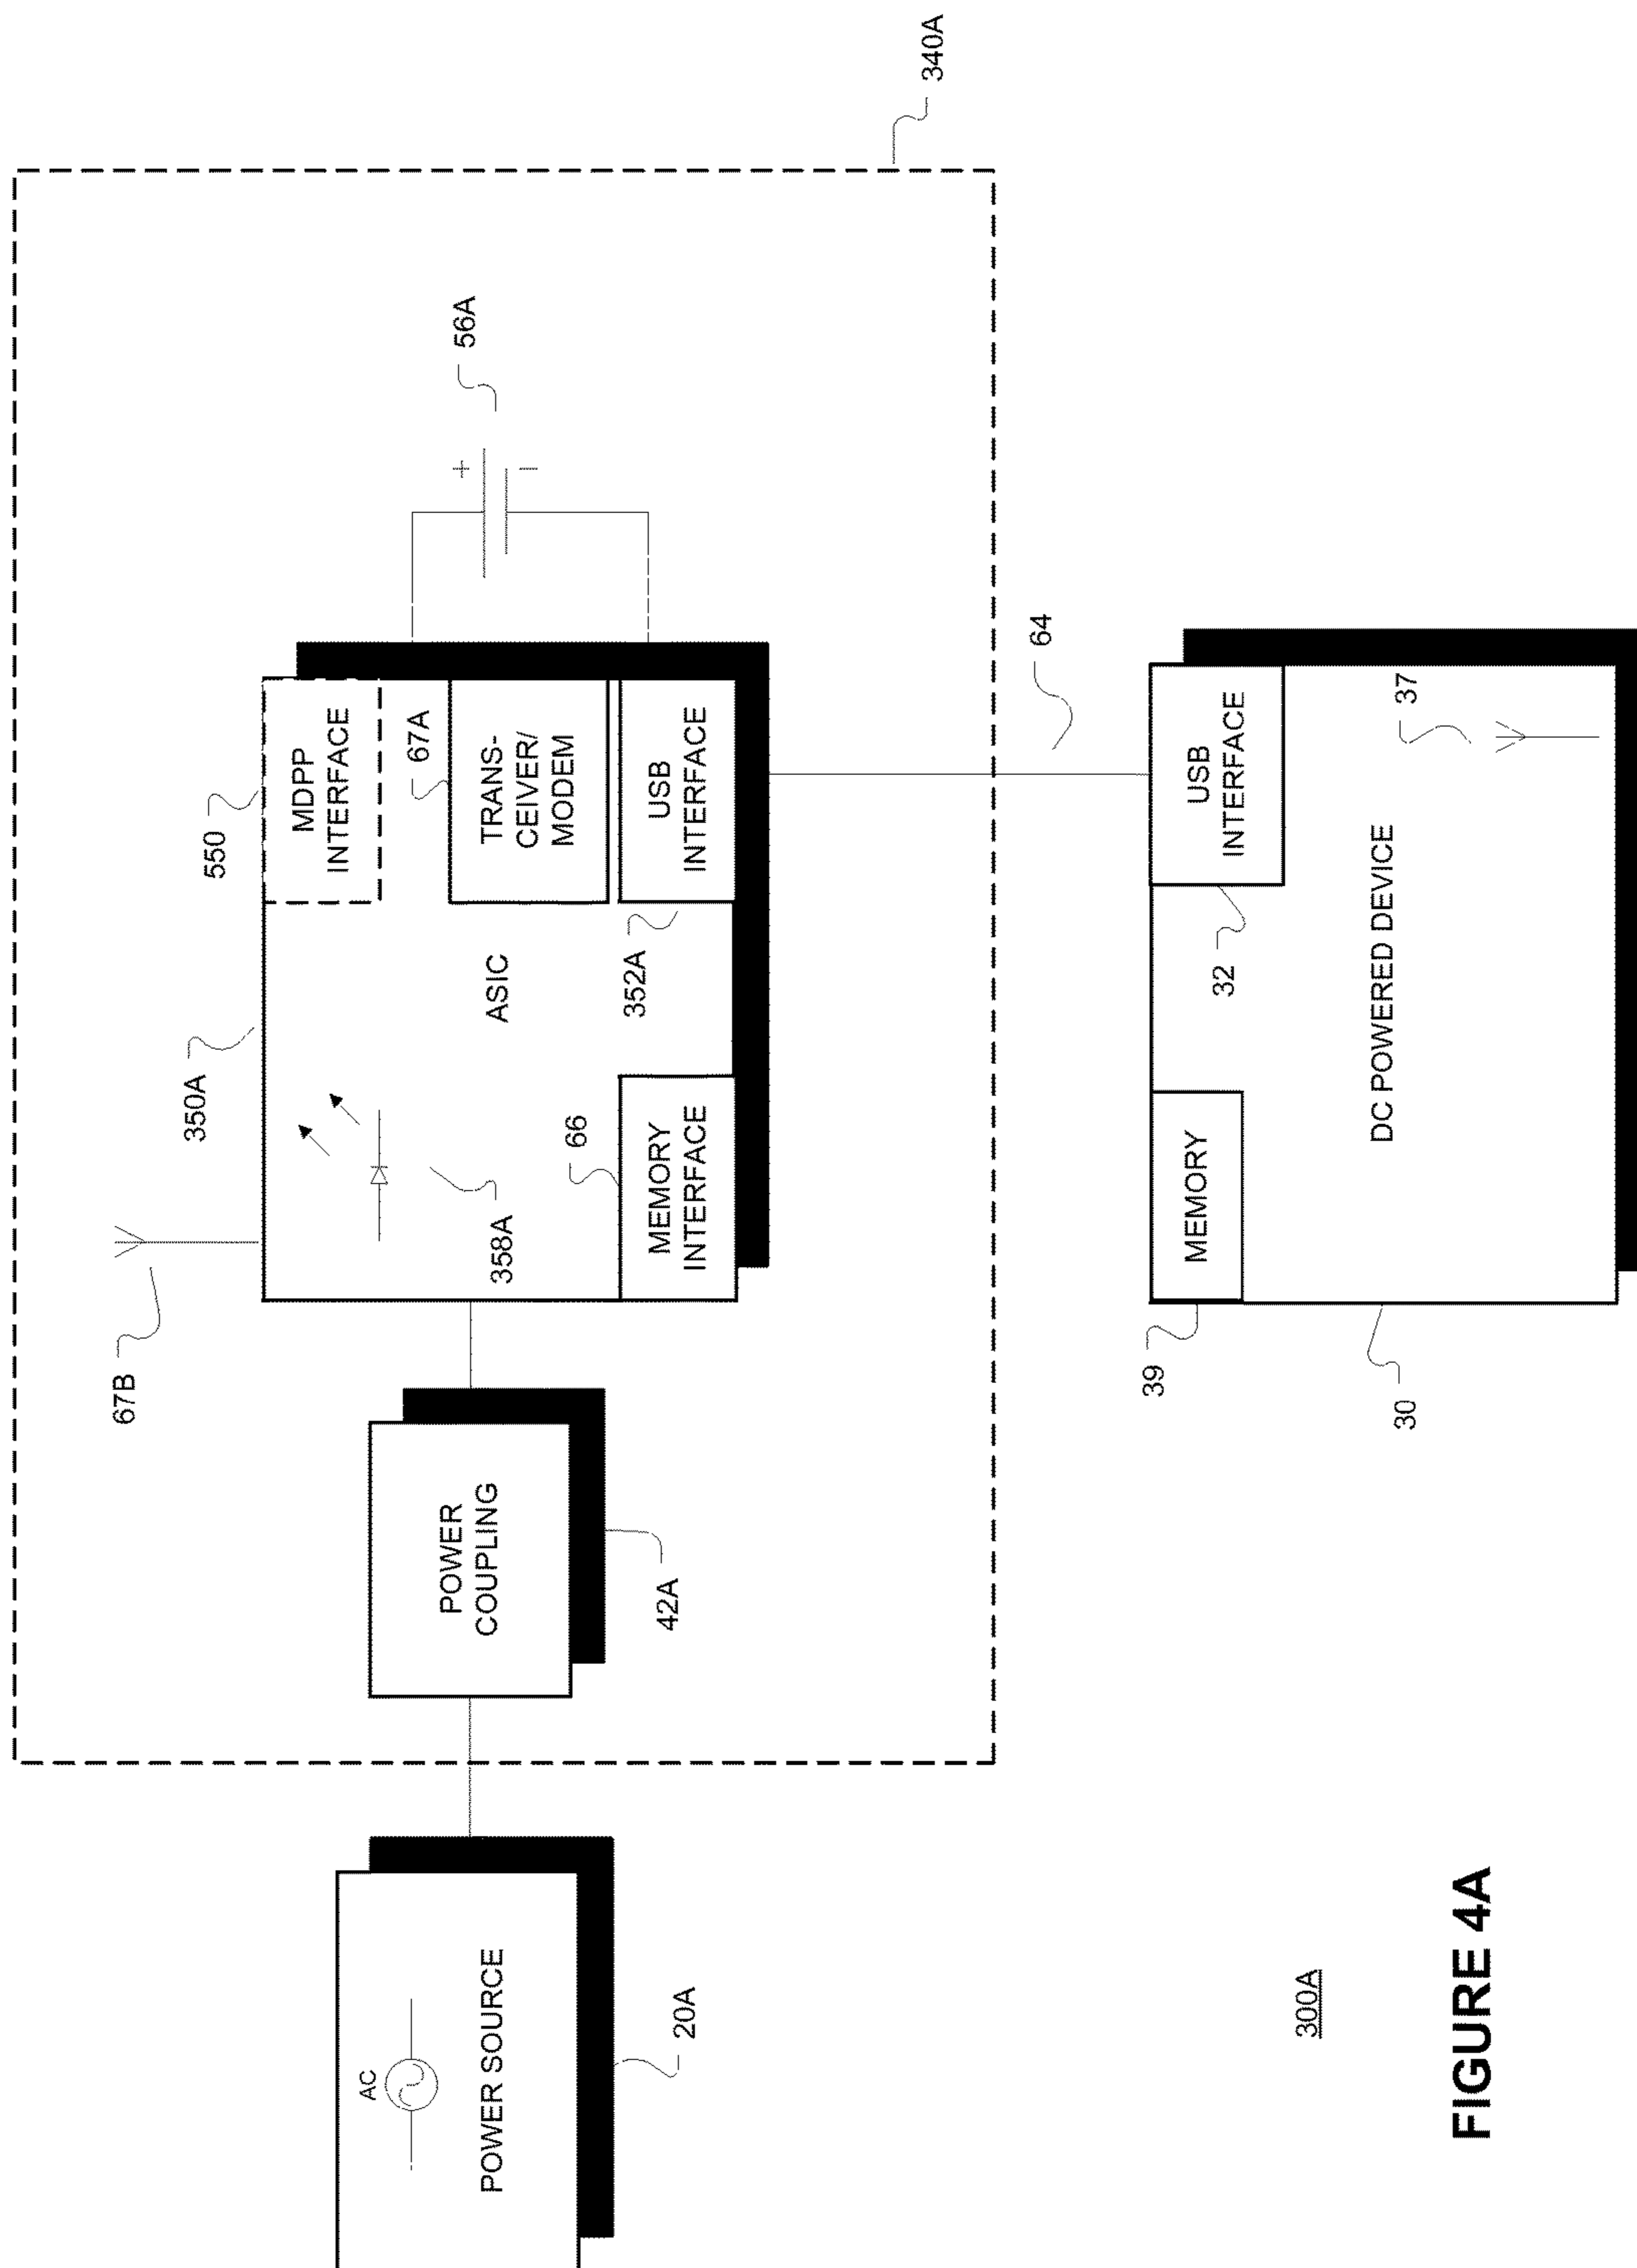 340A
67B
350A
550
MDPP
INTERFACE
56A
+
-
AC
POWER SOURCE
20A
POWER
COUPLING
42A
358A
ASIC
67A
TRANS-
CEIVER/
MODEM
66
MEMORY
INTERFACE
352A
USB
INTERFACE
64
39
MEMORY
32
USB
INTERFACE
37
DC POWERED DEVICE
30
300A
FIGURE 4A